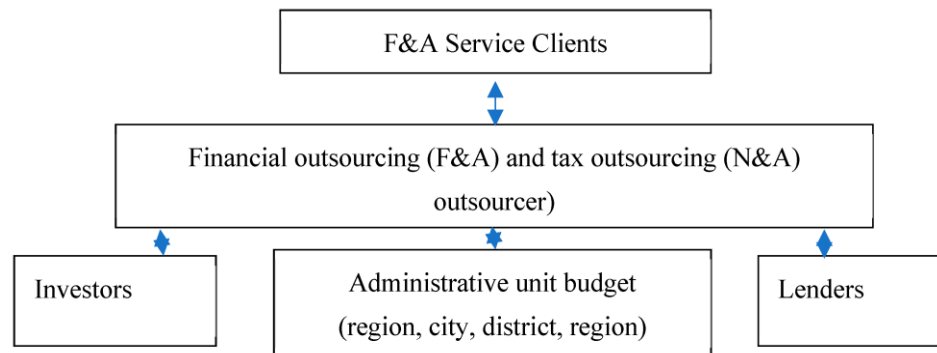 F&A Service Clients
Financial outsourcing (F&A) and tax outsourcing (N&A)
outsourcer)
Investors
Administrative unit budget
(region, city, district, region)
Lenders